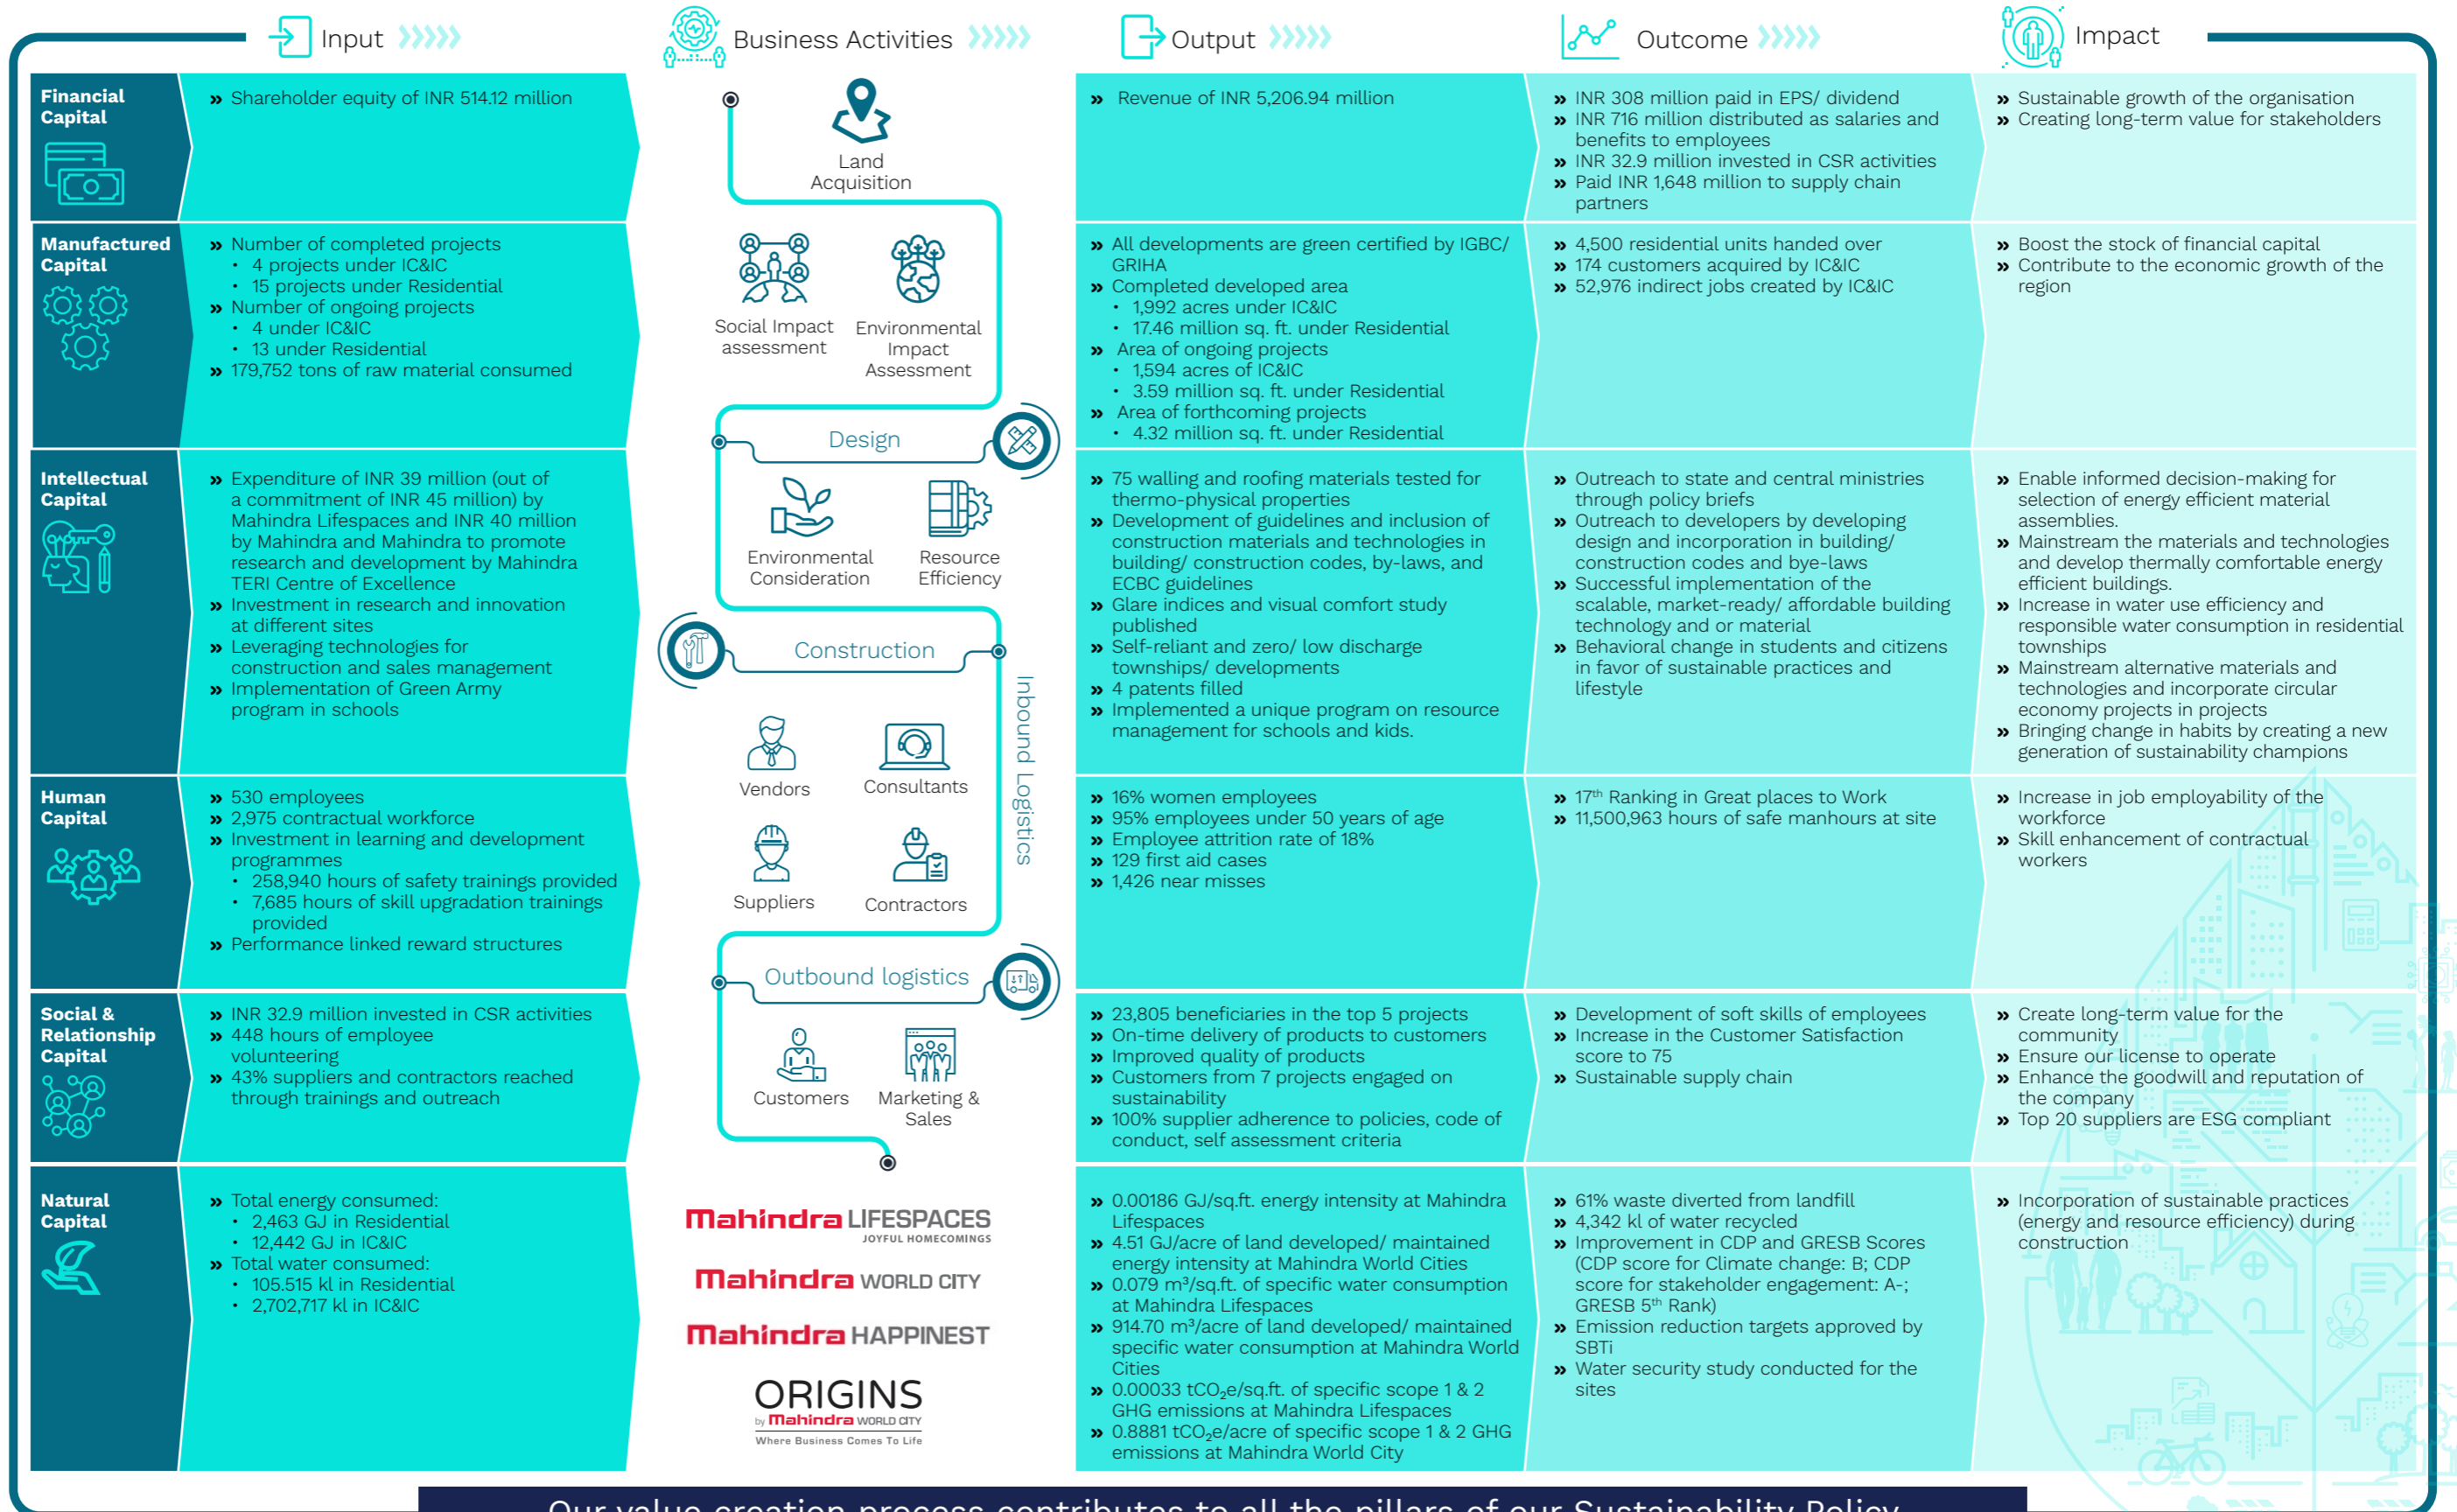 Input
Business Activities
Output
Outcome
Impact
Financial
Capital
» Shareholder equity of INR 514.12 million
Land
Acquisition
» Revenue of INR 5,206.94 million
» INR 308 million paid in EPS/ dividend
» INR 716 million distributed as salaries and
benefits to employees
» INR 32.9 million invested in CSR activities
» Paid INR 1,648 million to supply chain
partners
» Sustainable growth of the organisation
» Creating long-term value for stakeholders
Manufactured
Capital
» Number of completed projects
• 4 projects under IC&IC
• 15 projects under Residential
» Number of ongoing projects
• 4 under IC&IC
• 13 under Residential
» 179,752 tons of raw material consumed
Social Impact
assessment
Environmental
Impact
Assessment
Design
» All developments are green certified by IGBC/
GRIHA
» Completed developed area
• 1,992 acres under IC&IC
• 17.46 million sq. ft. under Residential
» Area of ongoing projects
• 1,594 acres of IC&IC
• 3.59 million sq. ft. under Residential
» Area of forthcoming projects
• 4.32 million sq. ft. under Residential
» 4,500 residential units handed over
» 174 customers acquired by IC&IC
» 52,976 indirect jobs created by IC&IC
» Boost the stock of financial capital
» Contribute to the economic growth of the
region
Intellectual
Capital
» Expenditure of INR 39 million (out of
a commitment of INR 45 million) by
Mahindra Lifespaces and INR 40 million
by Mahindra and Mahindra to promote
research and development by Mahindra
TERI Centre of Excellence
» Investment in research and innovation
at different sites
» Leveraging technologies for
construction and sales management
» Implementation of Green Army
program in schools
Environmental
Consideration
Resource
Efficiency
Construction
Inbound Logistics
Vendors
Consultants
» 75 walling and roofing materials tested for
thermo-physical properties
» Development of guidelines and inclusion of
construction materials and technologies in
building/ construction codes, by-laws, and
ECBC guidelines
» Glare indices and visual comfort study
published
» Self-reliant and zero/ low discharge
townships/ developments
» 4 patents filled
» Implemented a unique program on resource
management for schools and kids.
» Outreach to state and central ministries
through policy briefs
» Outreach to developers by developing
design and incorporation in building/
construction codes and bye-laws
» Successful implementation of the
scalable, market-ready/ affordable building
technology and or material
» Behavioral change in students and citizens
in favor of sustainable practices and
lifestyle
» Enable informed decision-making for
selection of energy efficient material
assemblies.
» Mainstream the materials and technologies
and develop thermally comfortable energy
efficient buildings.
» Increase in water use efficiency and
responsible water consumption in residential
townships
» Mainstream alternative materials and
technologies and incorporate circular
economy projects in projects
» Bringing change in habits by creating a new
generation of sustainability champions
Human
Capital
» 530 employees
» 2,975 contractual workforce
» Investment in learning and development
programmes
• 258,940 hours of safety trainings provided
• 7,685 hours of skill upgradation trainings
provided
» Performance linked reward structures
Suppliers
Contractors
Outbound logistics
» 16% women employees
» 95% employees under 50 years of age
» Employee attrition rate of 18%
» 129 first aid cases
» 1,426 near misses
» 17th Ranking in Great places to Work
» 11,500,963 hours of safe manhours at site
» Increase in job employability of the
workforce
» Skill enhancement of contractual
workers
Social &
Relationship
Capital
» INR 32.9 million invested in CSR activities
» 448 hours of employee
volunteering
» 43% suppliers and contractors reached
through trainings and outreach
Customers
Marketing &
Sales
» 23,805 beneficiaries in the top 5 projects
» On-time delivery of products to customers
» Improved quality of products
» Customers from 7 projects engaged on
sustainability
» 100% supplier adherence to policies, code of
conduct, self assessment criteria
» Development of soft skills of employees
» Increase in the Customer Satisfaction
score to 75
» Sustainable supply chain
» Create long-term value for the
community
» Ensure our license to operate
» Enhance the goodwill and reputation of
the company
» Top 20 suppliers are ESG compliant
Natural
Capital
» Total energy consumed:
• 2,463 GJ in Residential
• 12,442 GJ in IC&IC
» Total water consumed:
• 105.515 kl in Residential
• 2,702,717 kl in IC&IC
Mahindra LIFESPACES
JOYFUL HOMECOMINGS
Mahindra WORLD CITY
Mahindra HAPPINEST
ORIGINS
by Mahindra WORLD CITY
Where Business Comes To Life
» 0.00186 GJ/sq.ft. energy intensity at Mahindra
Lifespaces
» 4.51 GJ/acre of land developed/ maintained
energy intensity at Mahindra World Cities
» 0.079 m³/sq.ft. of specific water consumption
at Mahindra Lifespaces
» 914.70 m³/acre of land developed/ maintained
specific water consumption at Mahindra World
Cities
» 0.00033 tCO₂e/sq.ft. of specific scope 1 & 2
GHG emissions at Mahindra Lifespaces
» 0.8881 tCO₂e/acre of specific scope 1 & 2 GHG
emissions at Mahindra World City
» 61% waste diverted from landfill
» 4,342 kl of water recycled
» Improvement in CDP and GRESB Scores
(CDP score for Climate change: B; CDP
score for stakeholder engagement: A-;
GRESB 5th Rank)
» Emission reduction targets approved by
SBTi
» Water security study conducted for the
sites
» Incorporation of sustainable practices
(energy and resource efficiency) during
construction
Our value creation process contributes to all the pillars of our Sustainability Policy